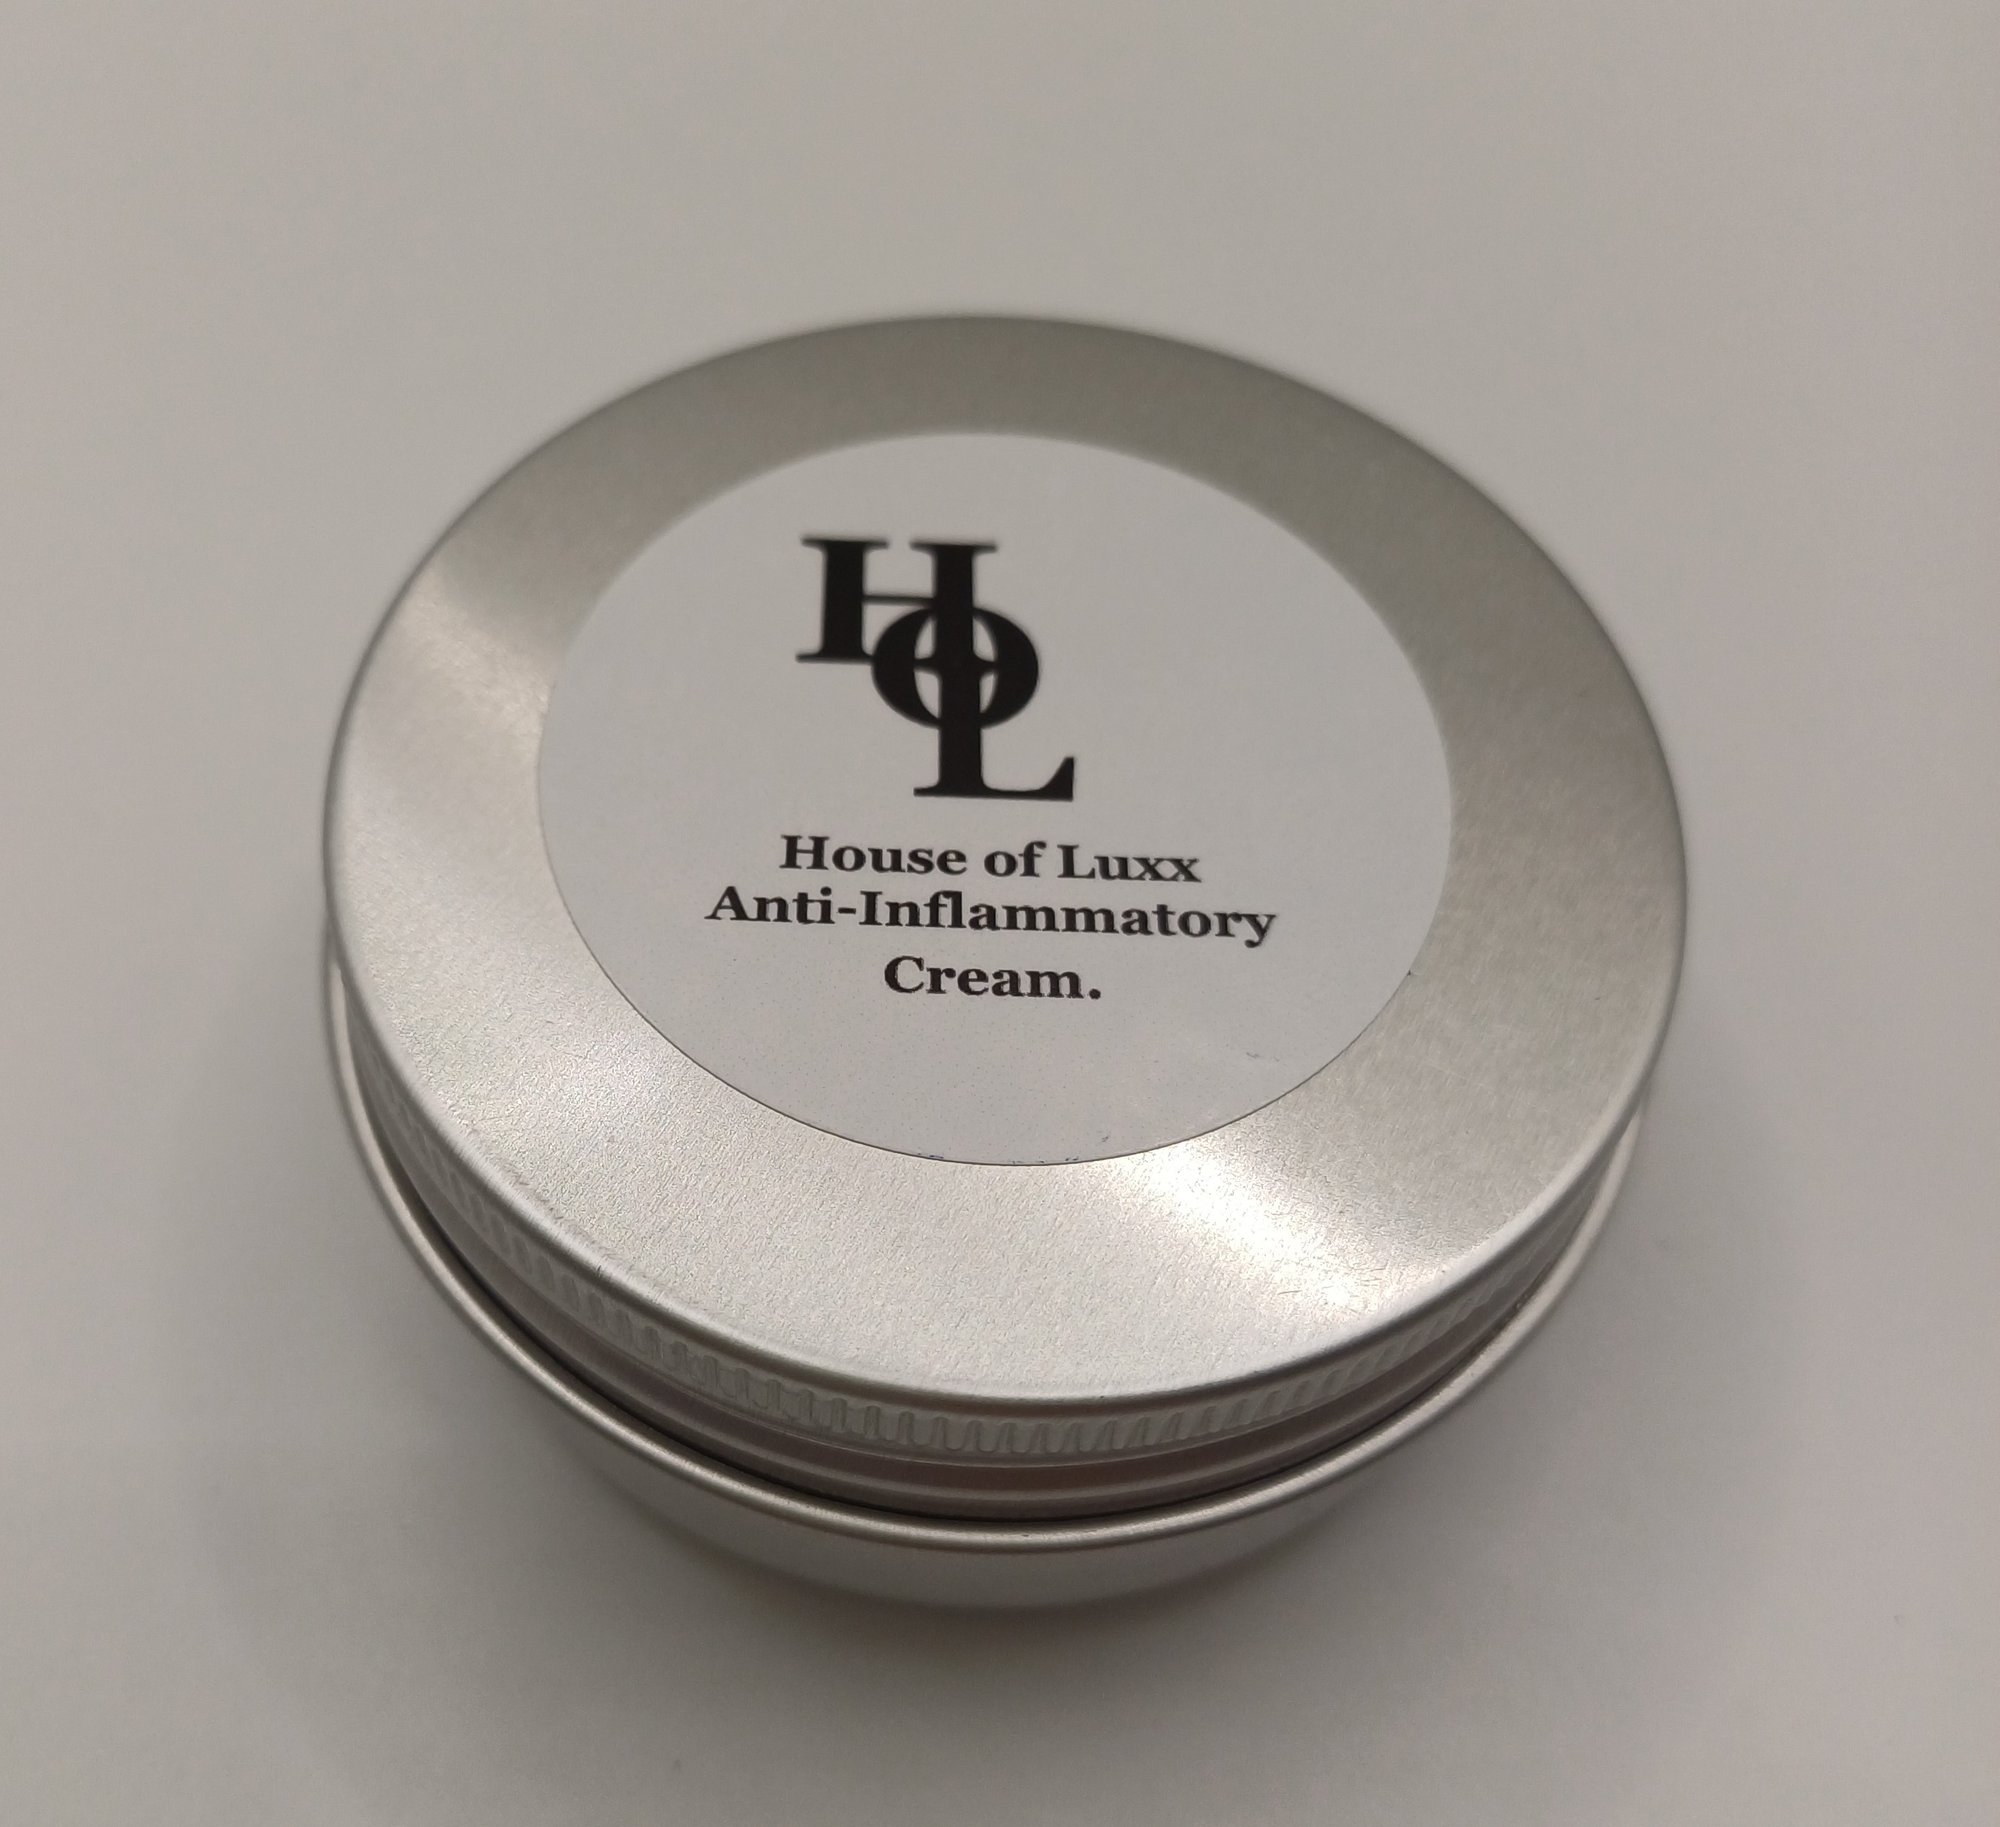 HOL
House of Luxx
Anti-Inflammatory
Cream.